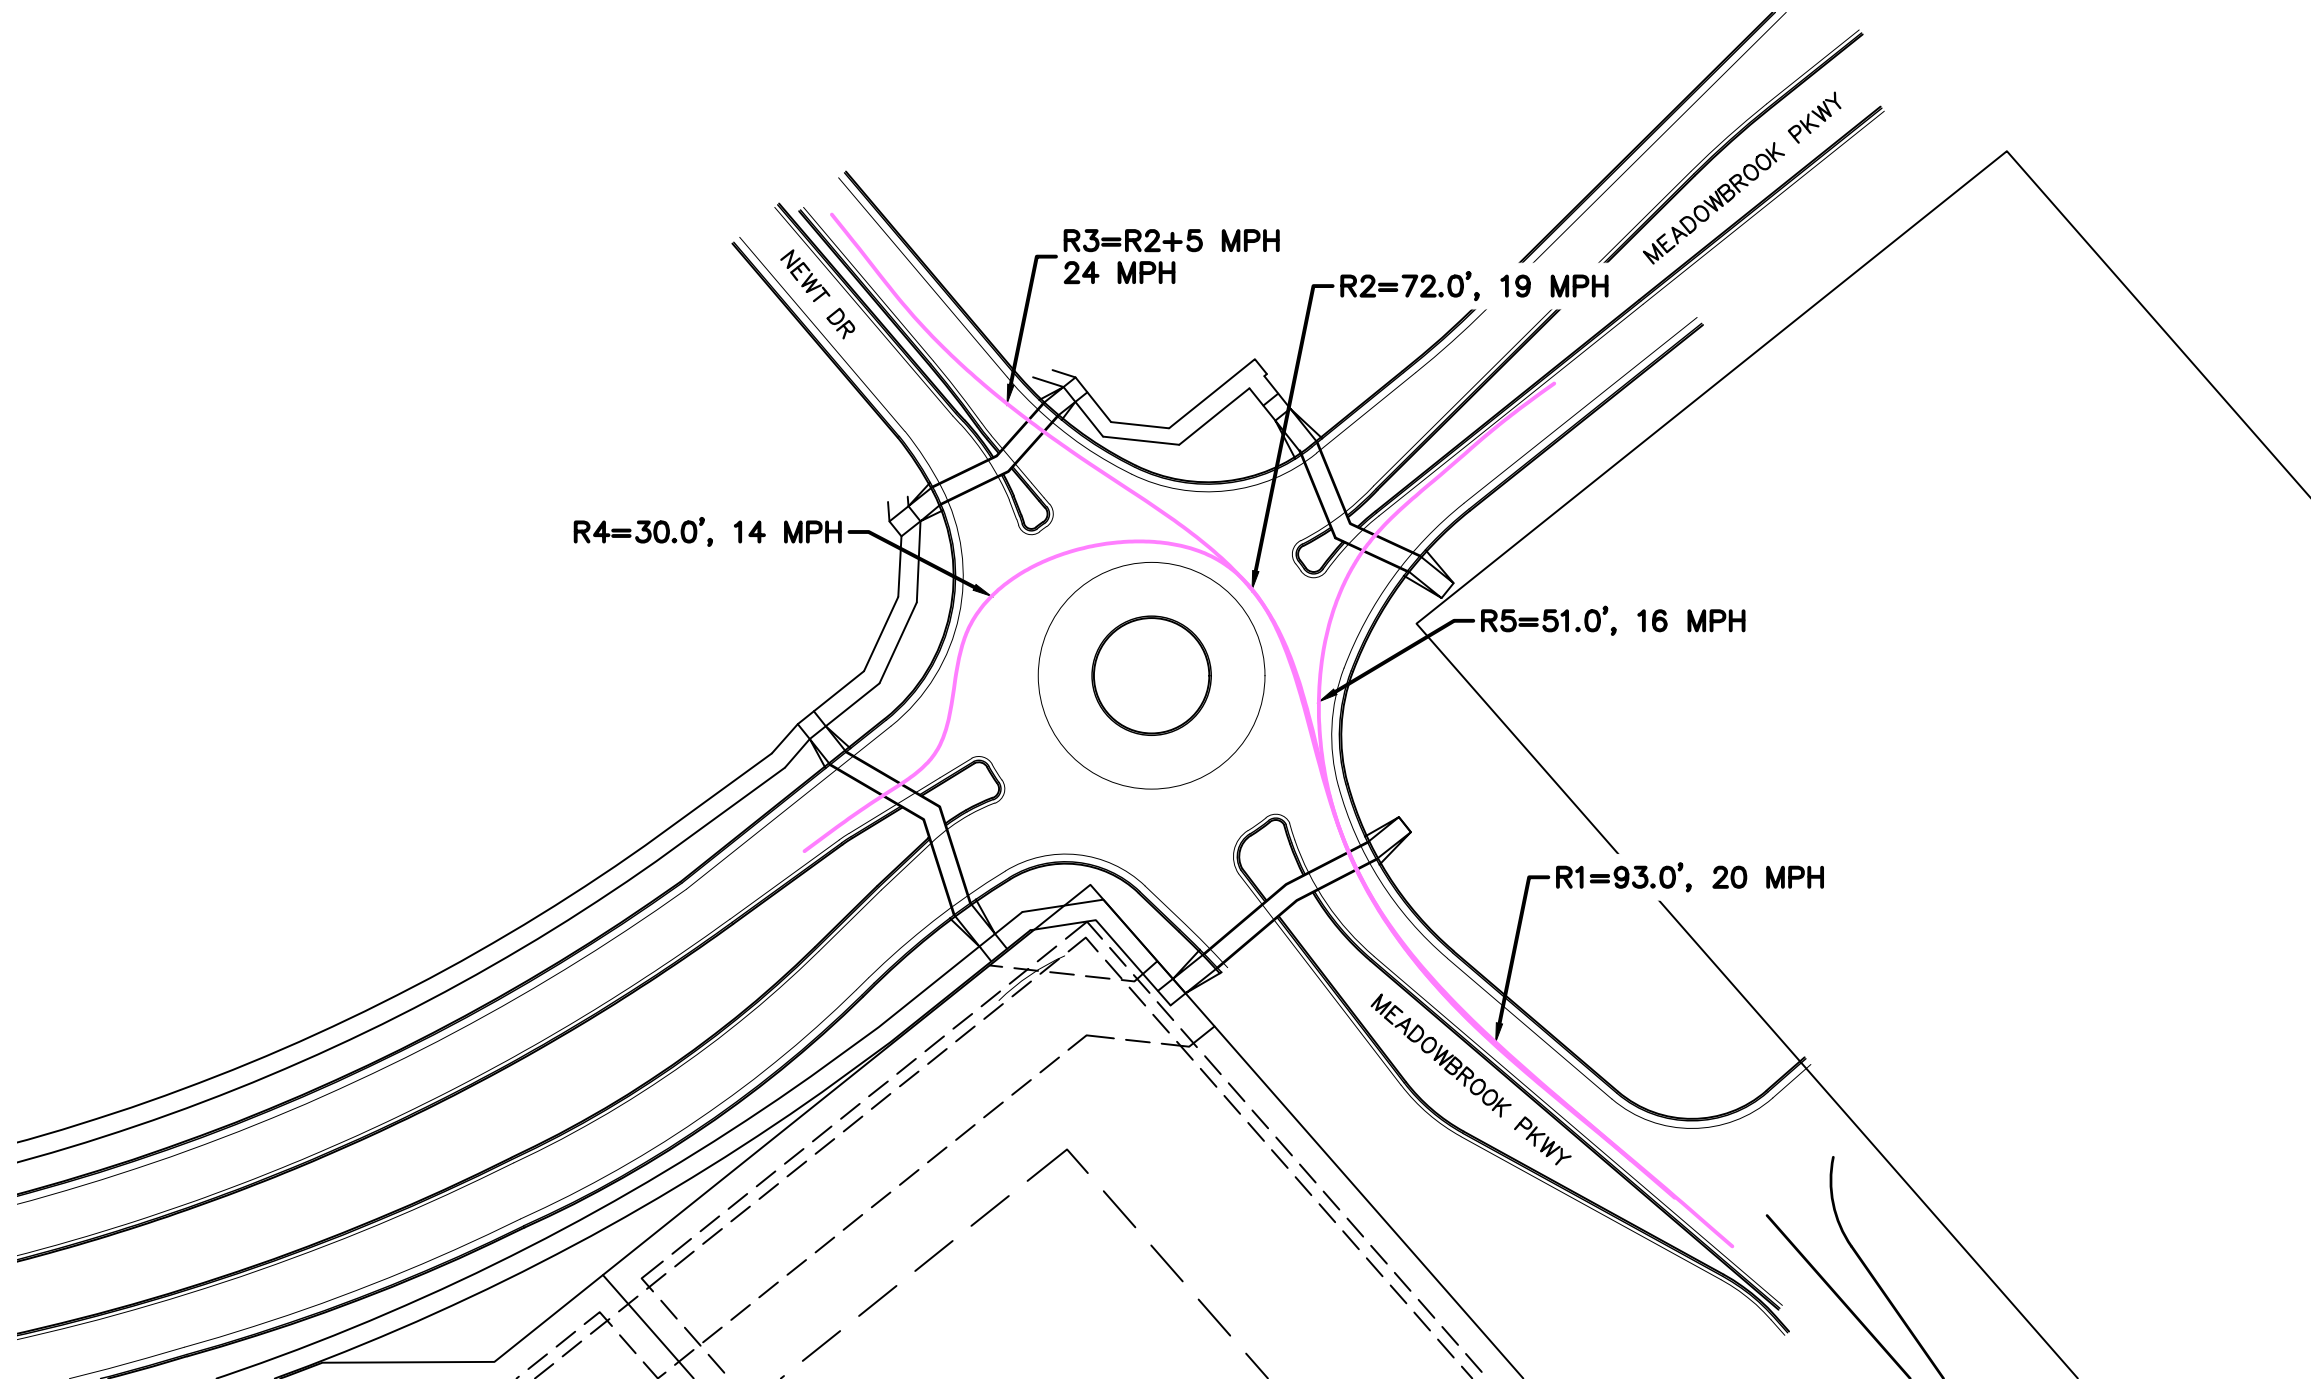 MEADOWBROOK PKWY
R3=R2+5 MPH
24 MPH
NEWT DR
R2=72.0', 19 MPH
R4=30.0', 14 MPH
R5=51.0', 16 MPH
R1=93.0', 20 MPH
MEADOWBROOK PKWY